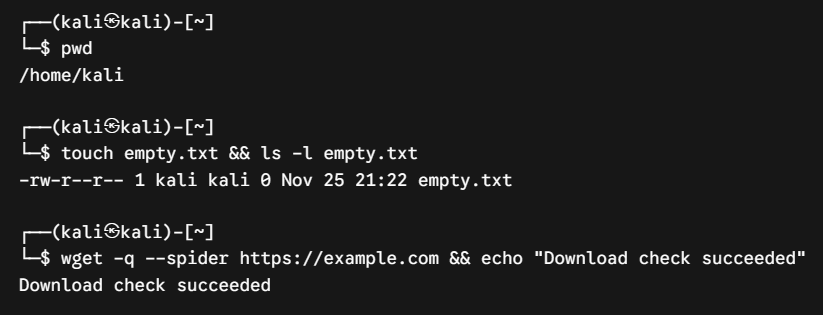 ┌──(kali㉿kali)-[~]
└─$ pwd
/home/kali
┌──(kali㉿kali)-[~]
└─$ touch empty.txt && ls -l empty.txt
-rw-r--r-- 1 kali kali 0 Nov 25 21:22 empty.txt
┌──(kali㉿kali)-[~]
└─$ wget -q --spider https://example.com && echo "Download check succeeded"
Download check succeeded